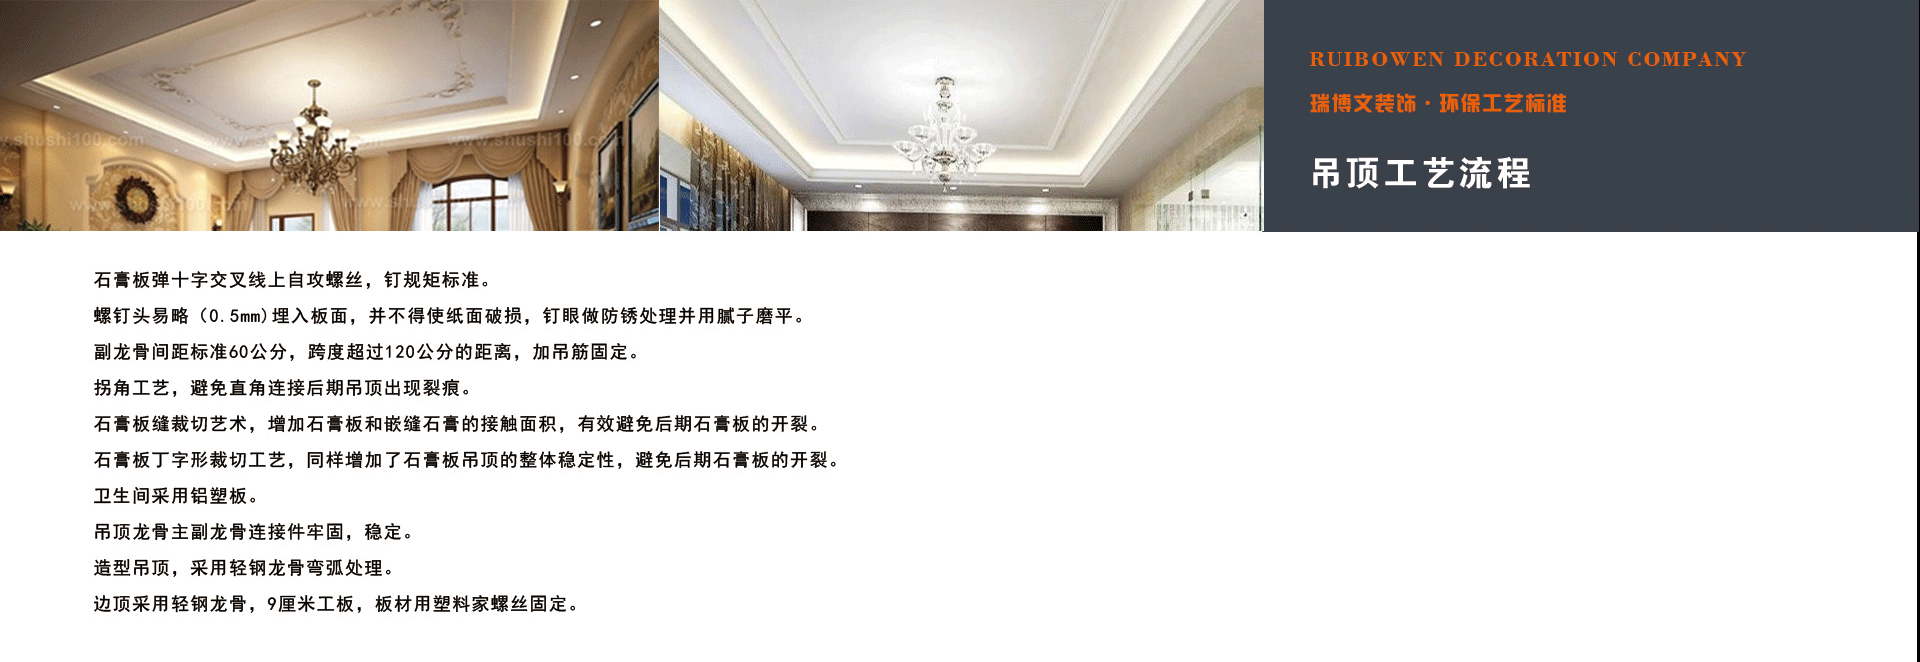 RUIBOWEN DECORATION COMPANY
瑞博文装饰·环保工艺标准
吊顶工艺流程
www.shushi100.com
www.shushi100.com
石膏板弹十字交叉线上自攻螺丝，钉规矩标准。
螺钉头易略（0.5mm)埋入板面，并不得使纸面破损，钉眼做防锈处理并用腻子磨平。
副龙骨间距标准60公分，跨度超过120公分的距离，加吊筋固定。
拐角工艺，避免直角连接后期吊顶出现裂痕。
石膏板缝裁切艺术，增加石膏板和嵌缝石膏的接触面积，有效避免后期石膏板的开裂。
石膏板丁字形裁切工艺，同样增加了石膏板吊顶的整体稳定性，避免后期石膏板的开裂。
卫生间采用铝塑板。
吊顶龙骨主副龙骨连接件牢固，稳定。
造型吊顶，采用轻钢龙骨弯弧处理。
边顶采用轻钢龙骨，9厘米工板，板材用塑料家螺丝固定。